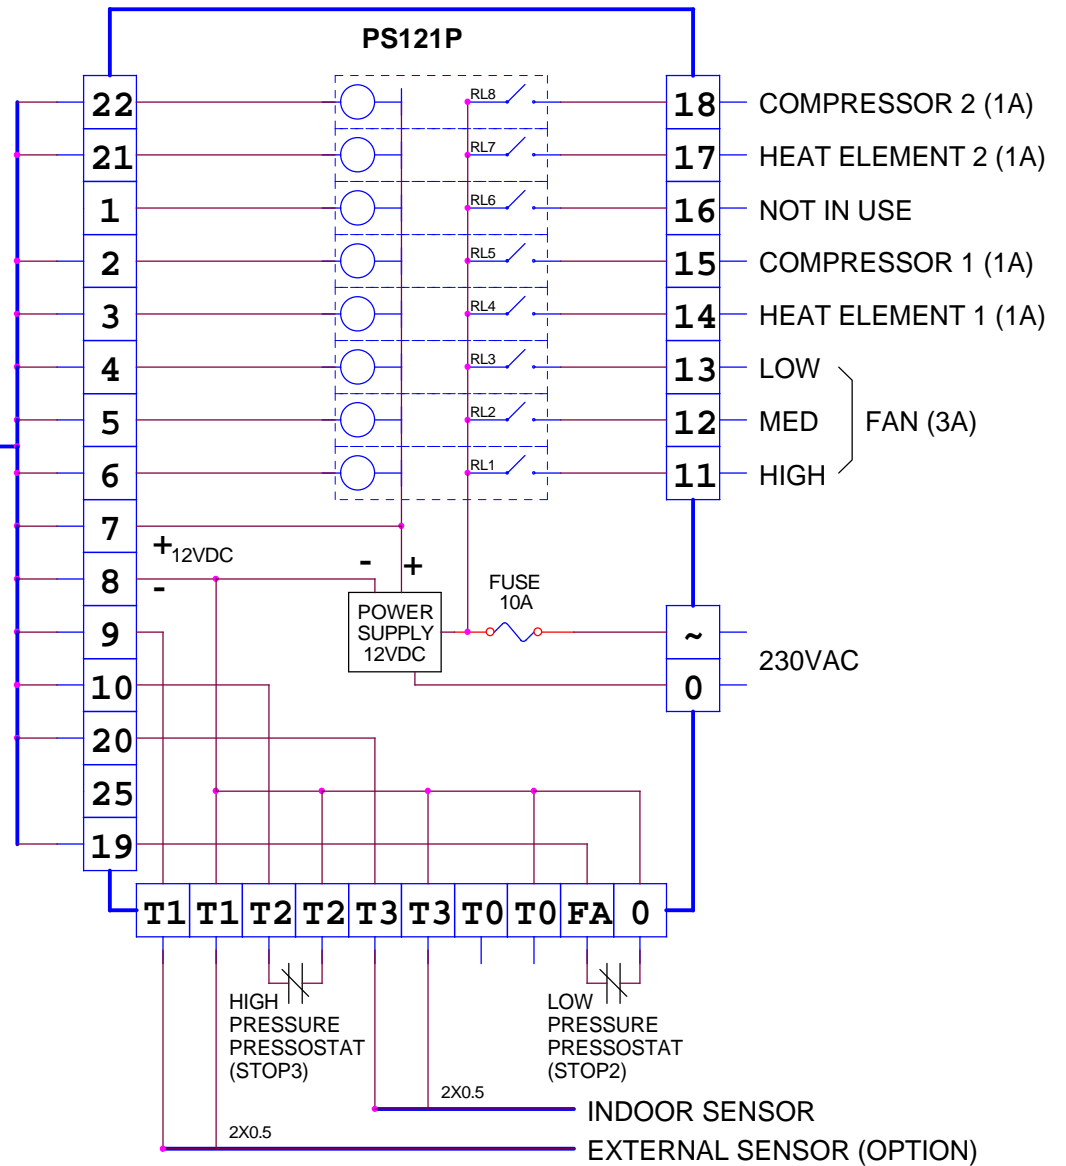 PS121P
22 RL8 18 COMPRESSOR 2 (1A)
21 RL7 17 HEAT ELEMENT 2 (1A)
1 RL6 16 NOT IN USE
2 RL5 15 COMPRESSOR 1 (1A)
3 RL4 14 HEAT ELEMENT 1 (1A)
4 RL3 13 LOW
5 RL2 12 MED FAN (3A)
6 RL1 11 HIGH
7
+ 12VDC
8 - - +
FUSE
10A
POWER
SUPPLY
12VDC
9 ~
230VAC
10 0
20
25
19
T1 T1 T2 T2 T3 T3 T0 T0 FA 0
HIGH
PRESSURE
PRESSOSTAT
(STOP3)
LOW
PRESSURE
PRESSOSTAT
(STOP2)
2X0.5 INDOOR SENSOR
2X0.5 EXTERNAL SENSOR (OPTION)